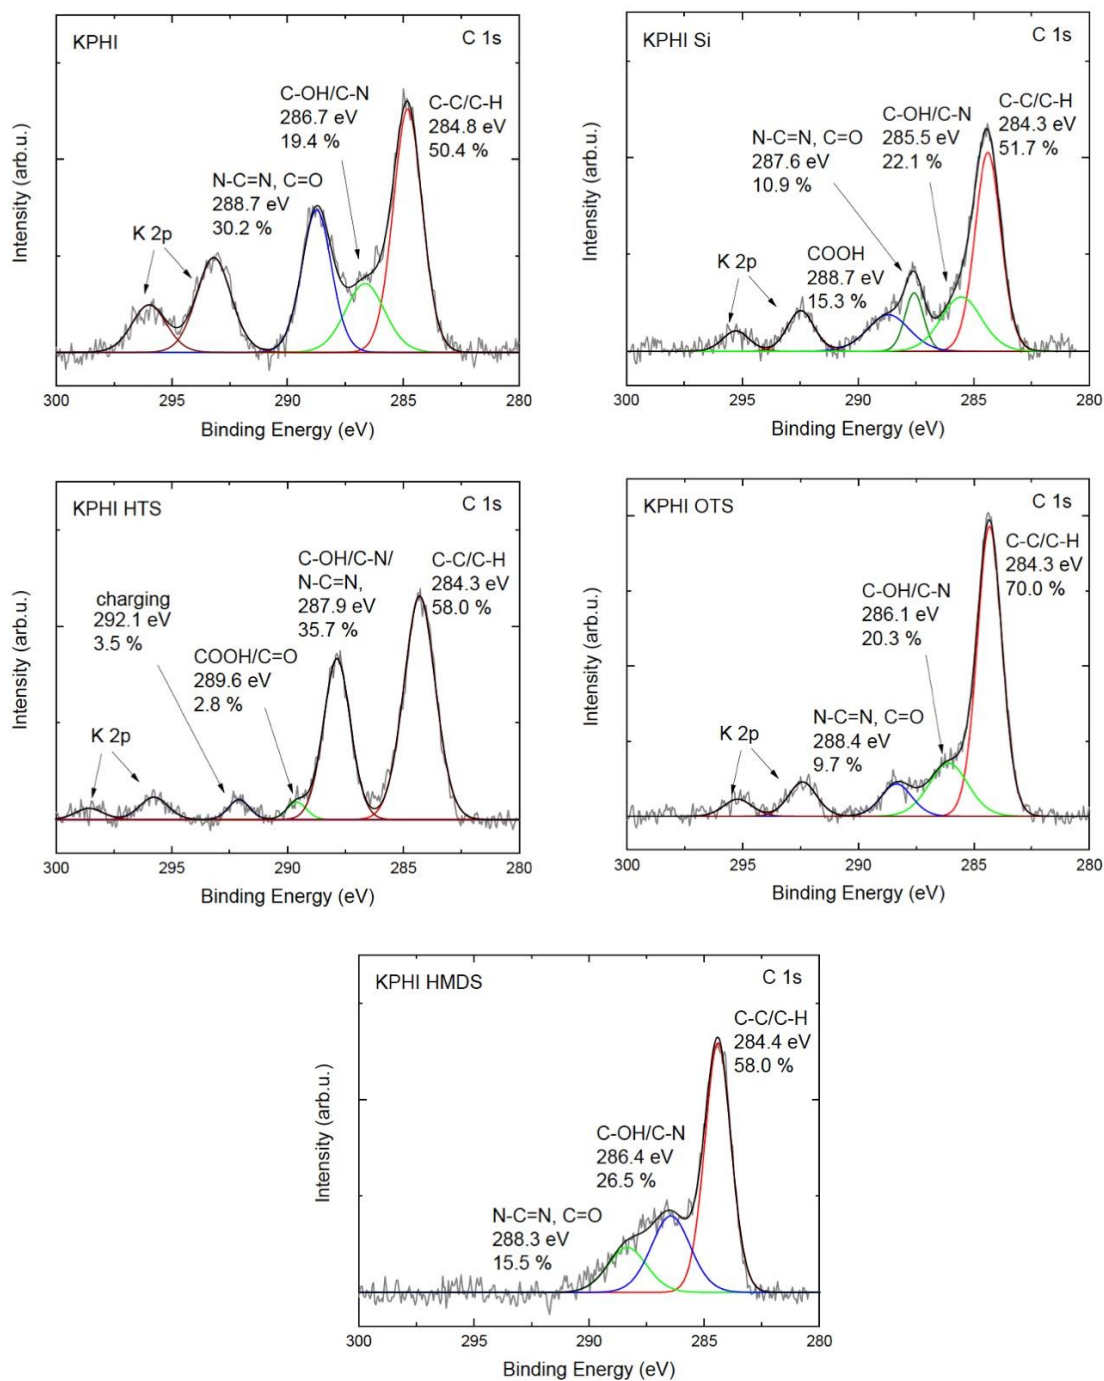 KPHI
C 1s
C-OH/C-N
286.7 eV
19.4 %
C-C/C-H
284.8 eV
50.4 %
N-C=N, C=O
288.7 eV
30.2 %
K 2p
Intensity (arb.u.)
300 295 290 285 280
Binding Energy (eV)
KPHI Si
C 1s
C-OH/C-N
285.5 eV
22.1 %
C-C/C-H
284.3 eV
51.7 %
N-C=N, C=O
287.6 eV
10.9 %
COOH
288.7 eV
15.3 %
K 2p
Intensity (arb.u.)
300 295 290 285 280
Binding Energy (eV)
KPHI HTS
C 1s
C-OH/C-N/
N-C=N,
287.9 eV
35.7 %
C-C/C-H
284.3 eV
58.0 %
charging
292.1 eV
3.5 %
COOH/C=O
289.6 eV
2.8 %
K 2p
Intensity (arb.u.)
300 295 290 285 280
Binding Energy (eV)
KPHI OTS
C 1s
C-C/C-H
284.3 eV
70.0 %
C-OH/C-N
286.1 eV
20.3 %
N-C=N, C=O
288.4 eV
9.7 %
K 2p
Intensity (arb.u.)
300 295 290 285 280
Binding Energy (eV)
KPHI HMDS
C 1s
C-C/C-H
284.4 eV
58.0 %
C-OH/C-N
286.4 eV
26.5 %
N-C=N, C=O
288.3 eV
15.5 %
Intensity (arb.u.)
300 295 290 285 280
Binding Energy (eV)